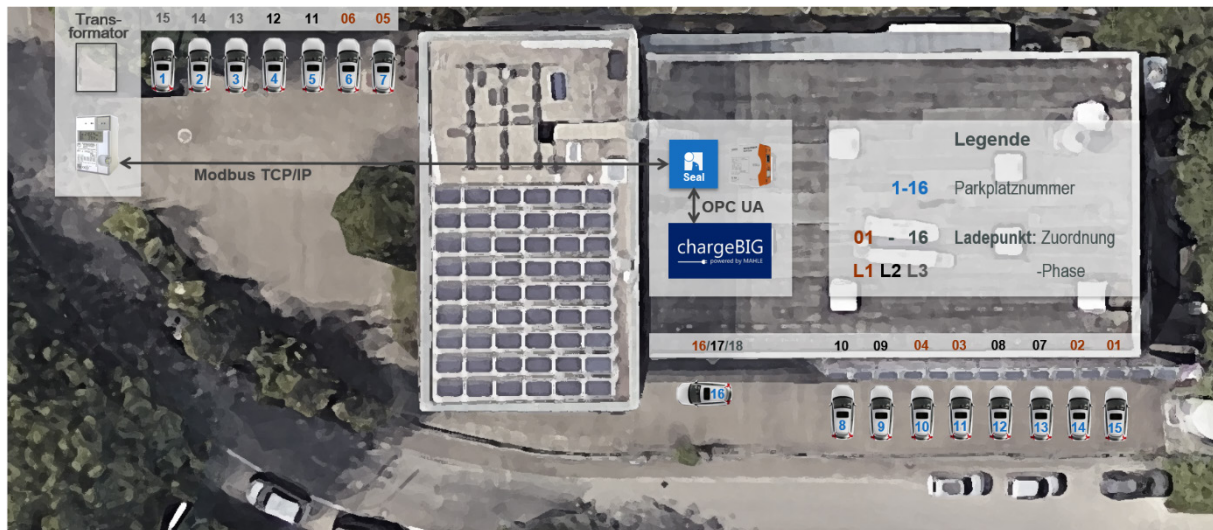 Trans-
formator
15 14 13 12 11 06 05
1 2 3 4 5 6 7
Modbus TCP/IP
Seal
OPC UA
chargeBIG
powered by MAHLE
Legende
1-16 Parkplatznummer
01 - 16 Ladepunkt: Zuordnung
L1 L2 L3 -Phase
16/17/18 10 09 04 03 08 07 02 01
16
8 9 10 11 12 13 14 15